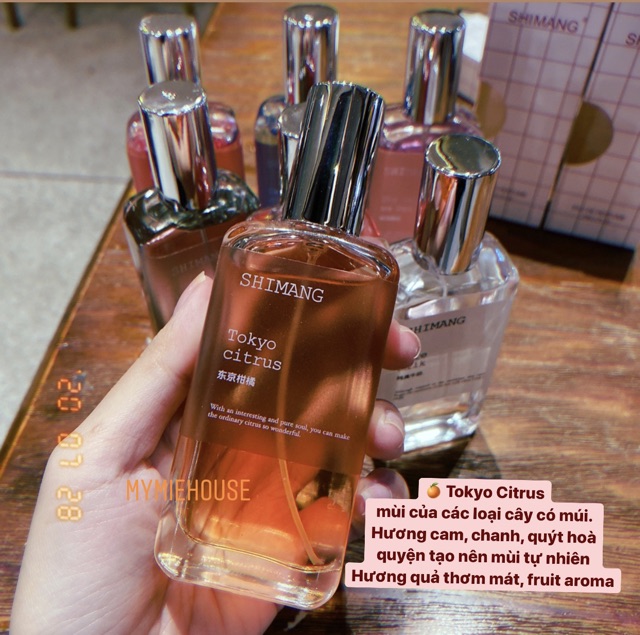 SHIMANG
SHIMANG
Tokyo
citrus
东京柑橘
With an interesting and pure soul, you can make
the ordinary citrus so wonderful.
SHIMANG
'20 07 28
MYMIEHOUSE
🍊 Tokyo Citrus
mùi của các loại cây có múi.
Hương cam, chanh, quýt hoà
quyện tạo nên mùi tự nhiên
Hương quả thơm mát, fruit aroma